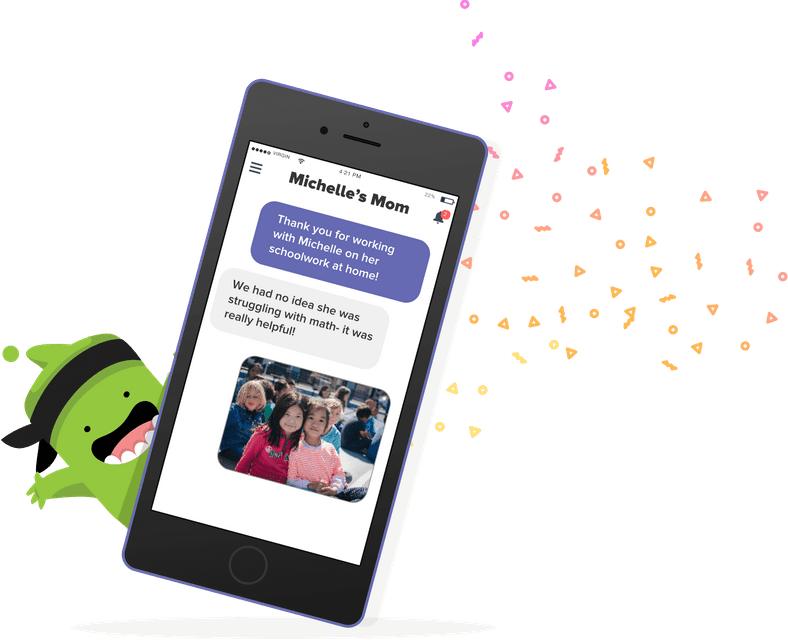 VIRGIN
4:21 PM
22%
Michelle's Mom
Thank you for working
with Michelle on her
schoolwork at home!
We had no idea she was
struggling with math- it was
really helpful!